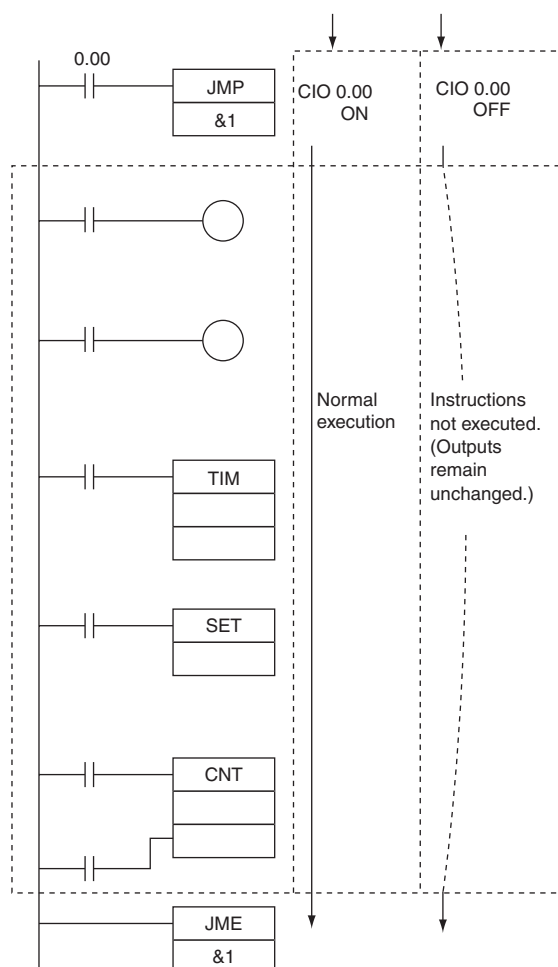 0.00
JMP
&1
CIO 0.00
ON
CIO 0.00
OFF
Normal
execution
Instructions
not executed.
(Outputs
remain
unchanged.)
TIM
SET
CNT
JME
&1